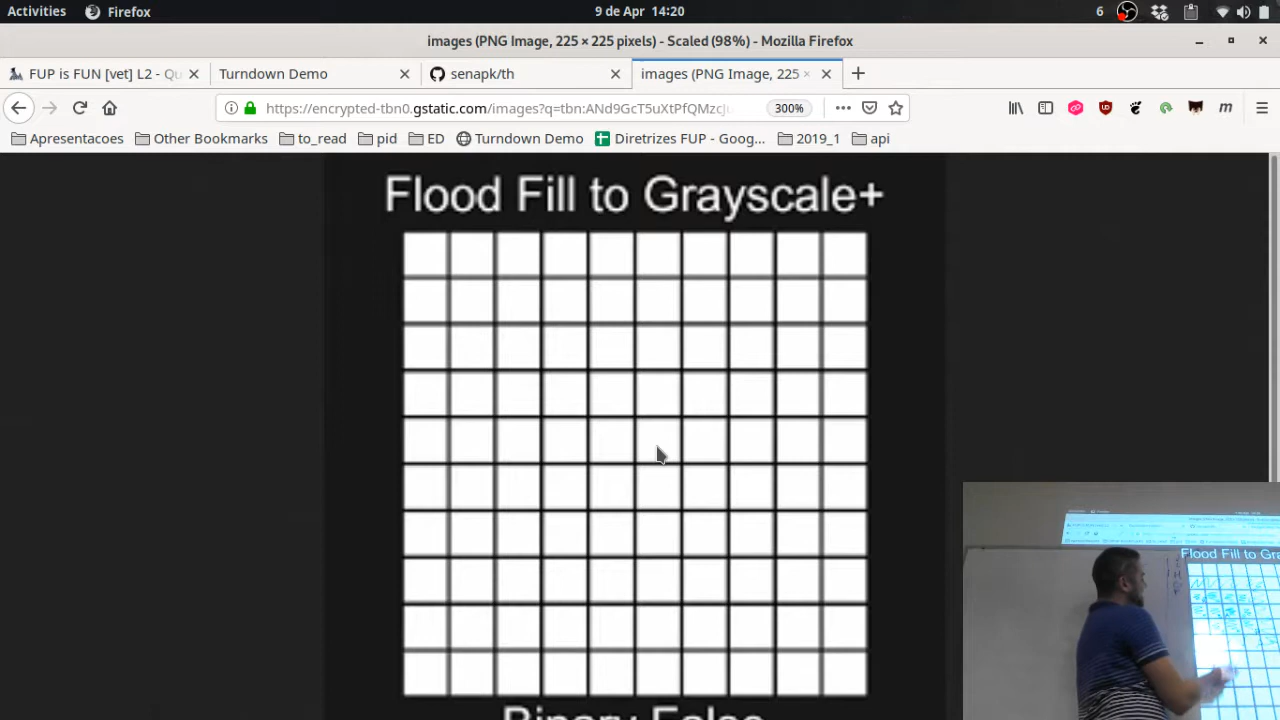 Activities Firefox 9 de Apr 14:20 6
images (PNG Image, 225 × 225 pixels) - Scaled (98%) - Mozilla Firefox
FUP is FUN [vet] L2 - Qu Turndown Demo senapk/th images (PNG Image, 225 ×
https://encrypted-tbn0.gstatic.com/images?q=tbn:ANd9GcT5uXtPfQMzcj 300%
Apresentacoes Other Bookmarks to_read pid ED Turndown Demo Diretrizes FUP - Goog... 2019_1 api
Flood Fill to Grayscale+
Binary False
Flood Fill to Gra